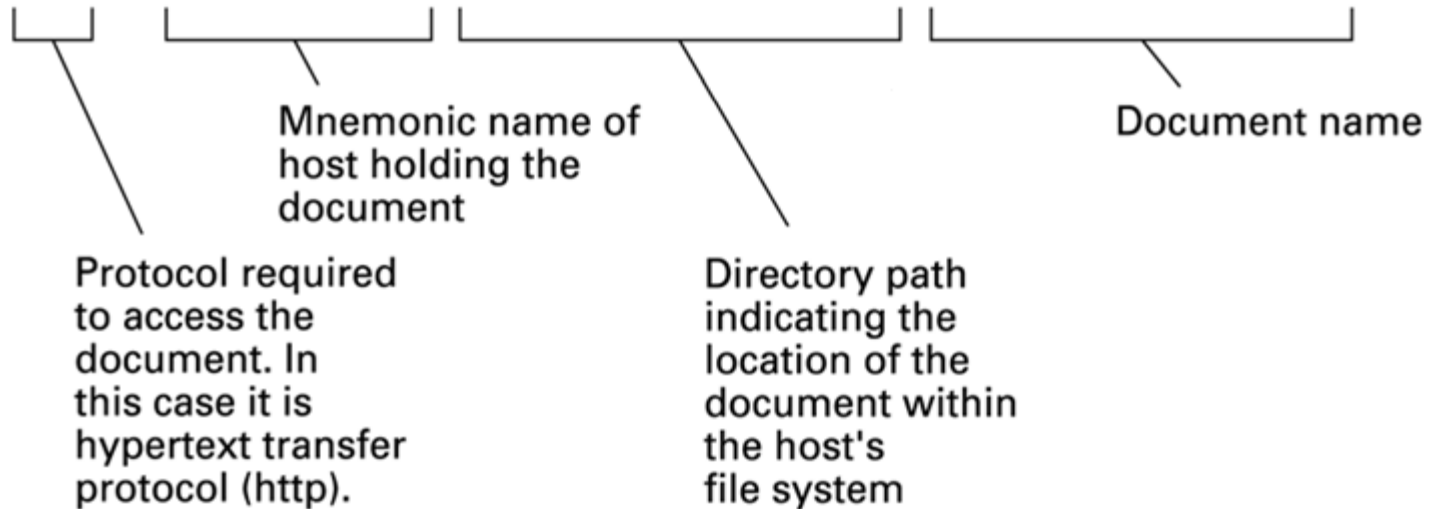 Mnemonic name of
host holding the
document
Document name
Protocol required
to access the
document. In
this case it is
hypertext transfer
protocol (http).
Directory path
indicating the
location of the
document within
the host's
file system